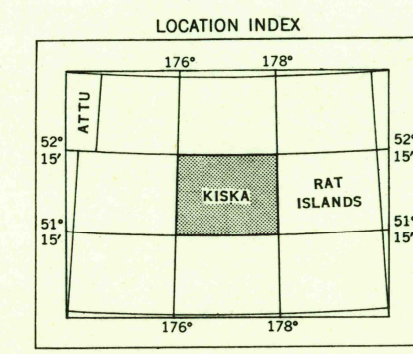 LOCATION INDEX
176° 178°
ATTU
52° 52°
15′ 15′
KISKA
RAT
ISLANDS
51° 51°
15′ 15′
176° 178°